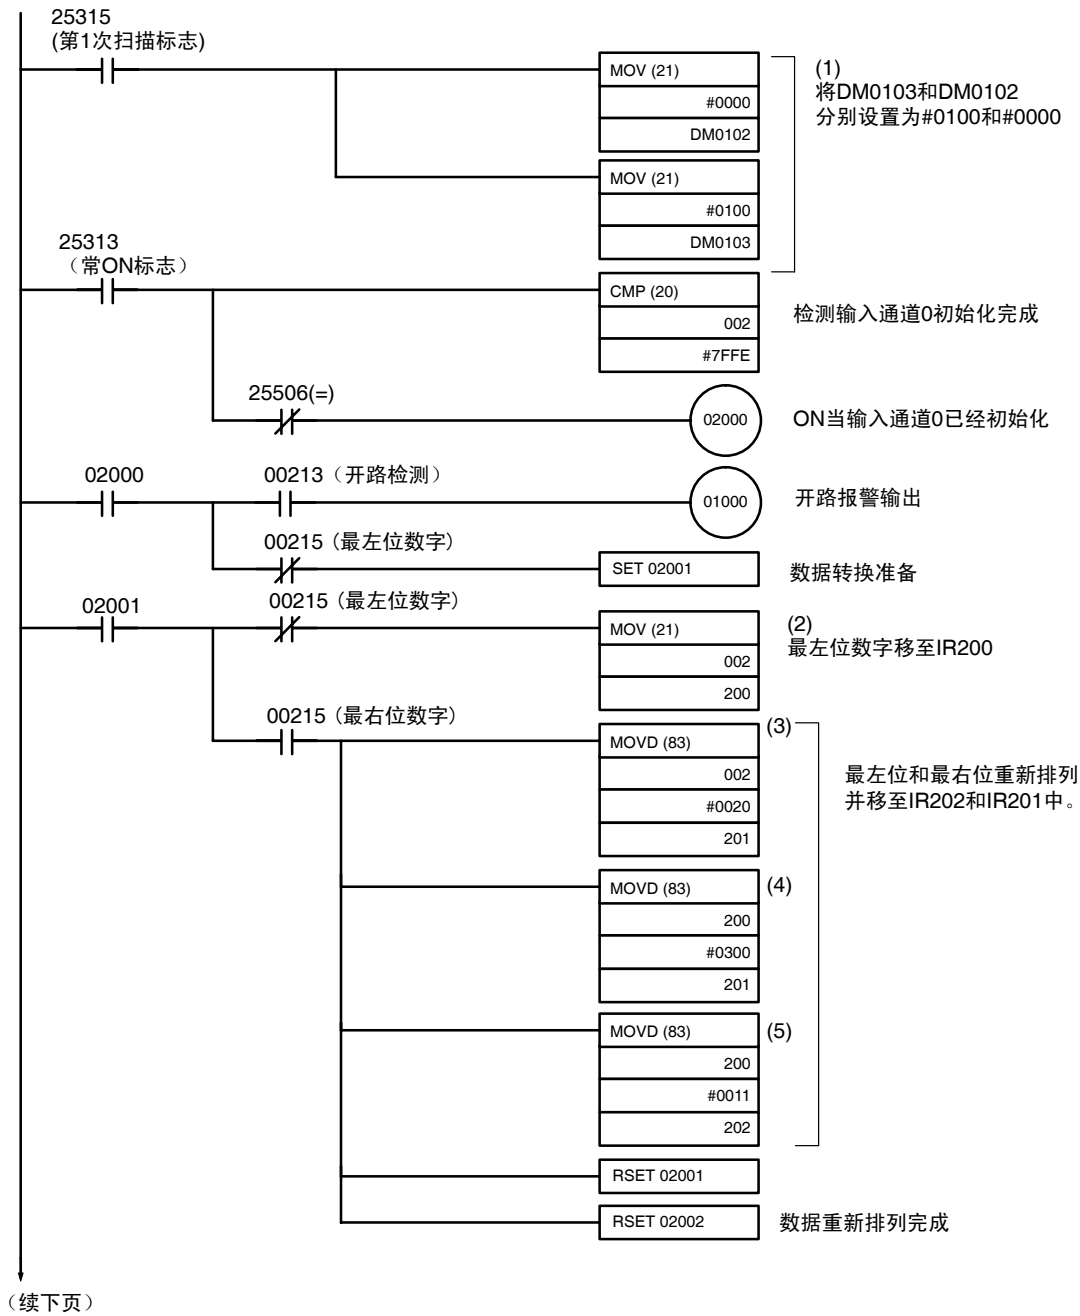 25315
(第1次扫描标志)
MOV (21)
#0000
DM0102
(1)
将DM0103和DM0102
分别设置为#0100和#0000
MOV (21)
#0100
DM0103
25313
（常ON标志）
CMP (20)
002
#7FFE
检测输入通道0初始化完成
25506(=)
02000
ON当输入通道0已经初始化
02000
00213（开路检测）
01000
开路报警输出
00215 (最左位数字)
SET 02001
数据转换准备
02001
00215 (最左位数字)
MOV (21)
002
200
(2)
最左位数字移至IR200
00215 (最右位数字)
MOVD (83)
002
#0020
201
(3)
最左位和最右位重新排列
并移至IR202和IR201中。
MOVD (83)
200
#0300
201
(4)
MOVD (83)
200
#0011
202
(5)
RSET 02001
RSET 02002
数据重新排列完成
（续下页）